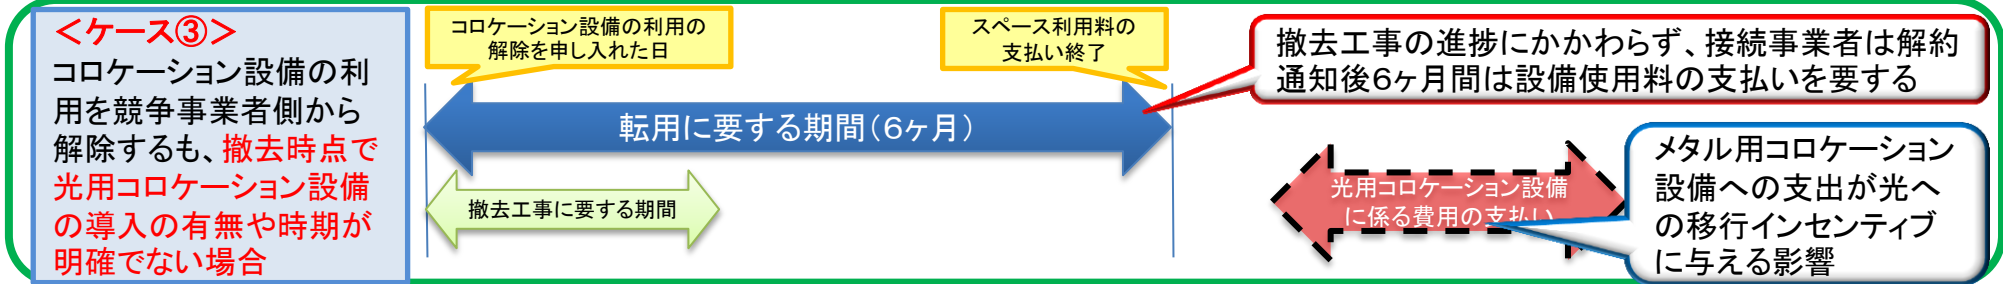 ＜ケース③＞
コロケーション設備の利
用を競争事業者側から
解除するも、撤去時点で
光用コロケーション設備
の導入の有無や時期が
明確でない場合
コロケーション設備の利用の
解除を申し入れた日
スペース利用料の
支払い終了
撤去工事の進捗にかかわらず、接続事業者は解約
通知後６ヶ月間は設備使用料の支払いを要する
転用に要する期間（６ヶ月）
撤去工事に要する期間
光用コロケーション設備
に係る費用の支払い
メタル用コロケーション
設備への支出が光へ
の移行インセンティブ
に与える影響